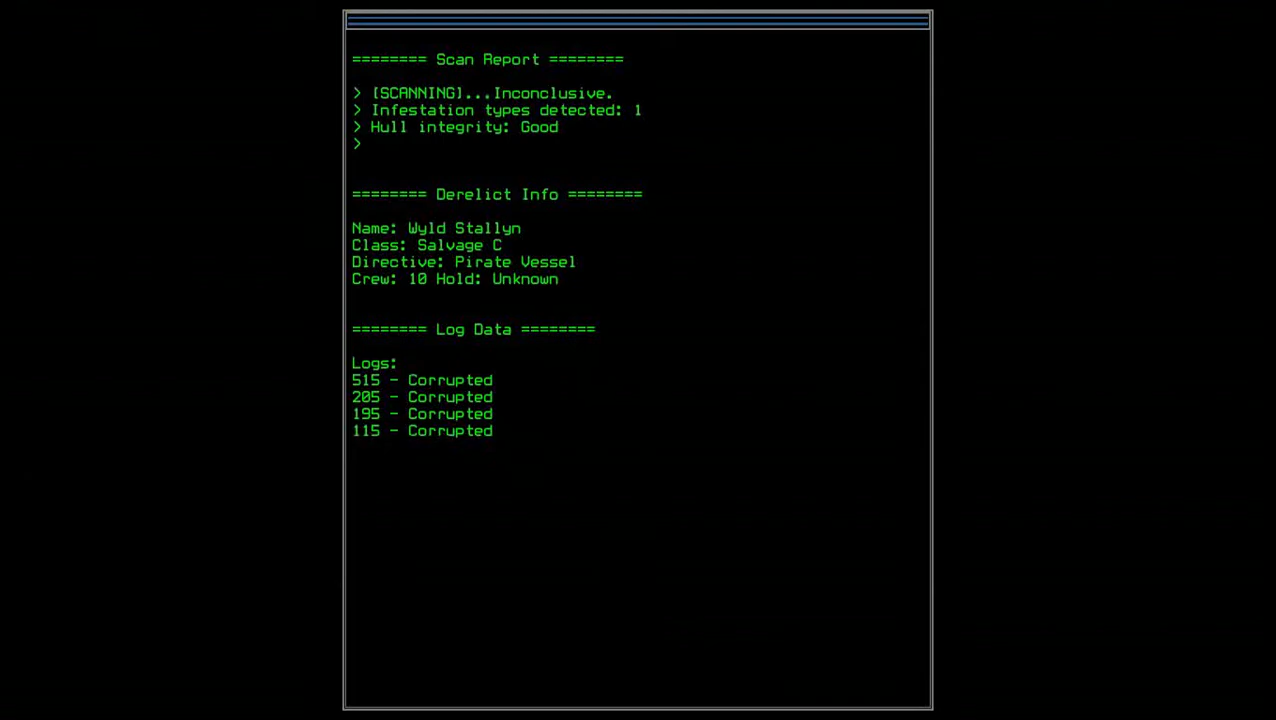 ======== Scan Report ========
> [SCANNING]...Inconclusive.
> Infestation types detected: 1
> Hull integrity: Good
>
======== Derelict Info ========
Name: Wyld Stallyn
Class: Salvage C
Directive: Pirate Vessel
Crew: 10 Hold: Unknown
======== Log Data ========
Logs:
515 - Corrupted
205 - Corrupted
195 - Corrupted
115 - Corrupted